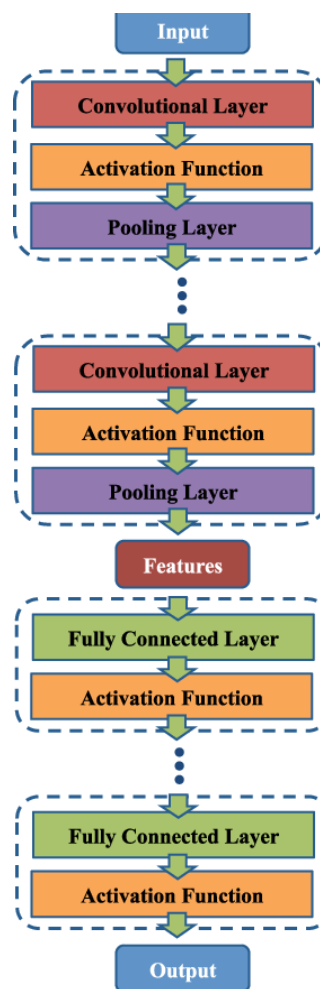 Input
Convolutional Layer
Activation Function
Pooling Layer
Convolutional Layer
Activation Function
Pooling Layer
Features
Fully Connected Layer
Activation Function
Fully Connected Layer
Activation Function
Output